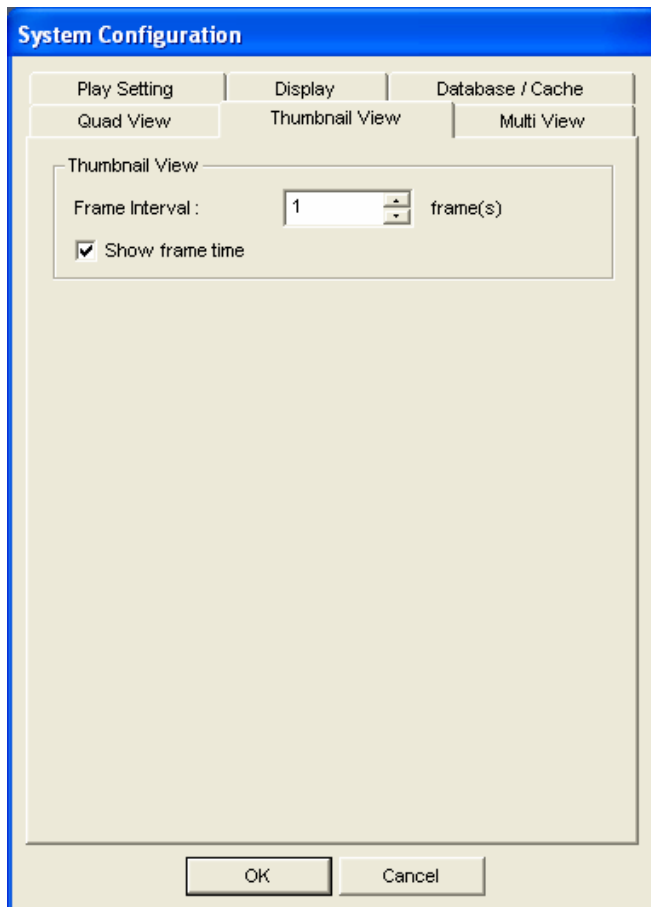 System Configuration
Play Setting Display Database / Cache
Quad View Thumbnail View Multi View
Thumbnail View
Frame Interval : 1 frame(s)
Show frame time
OK Cancel